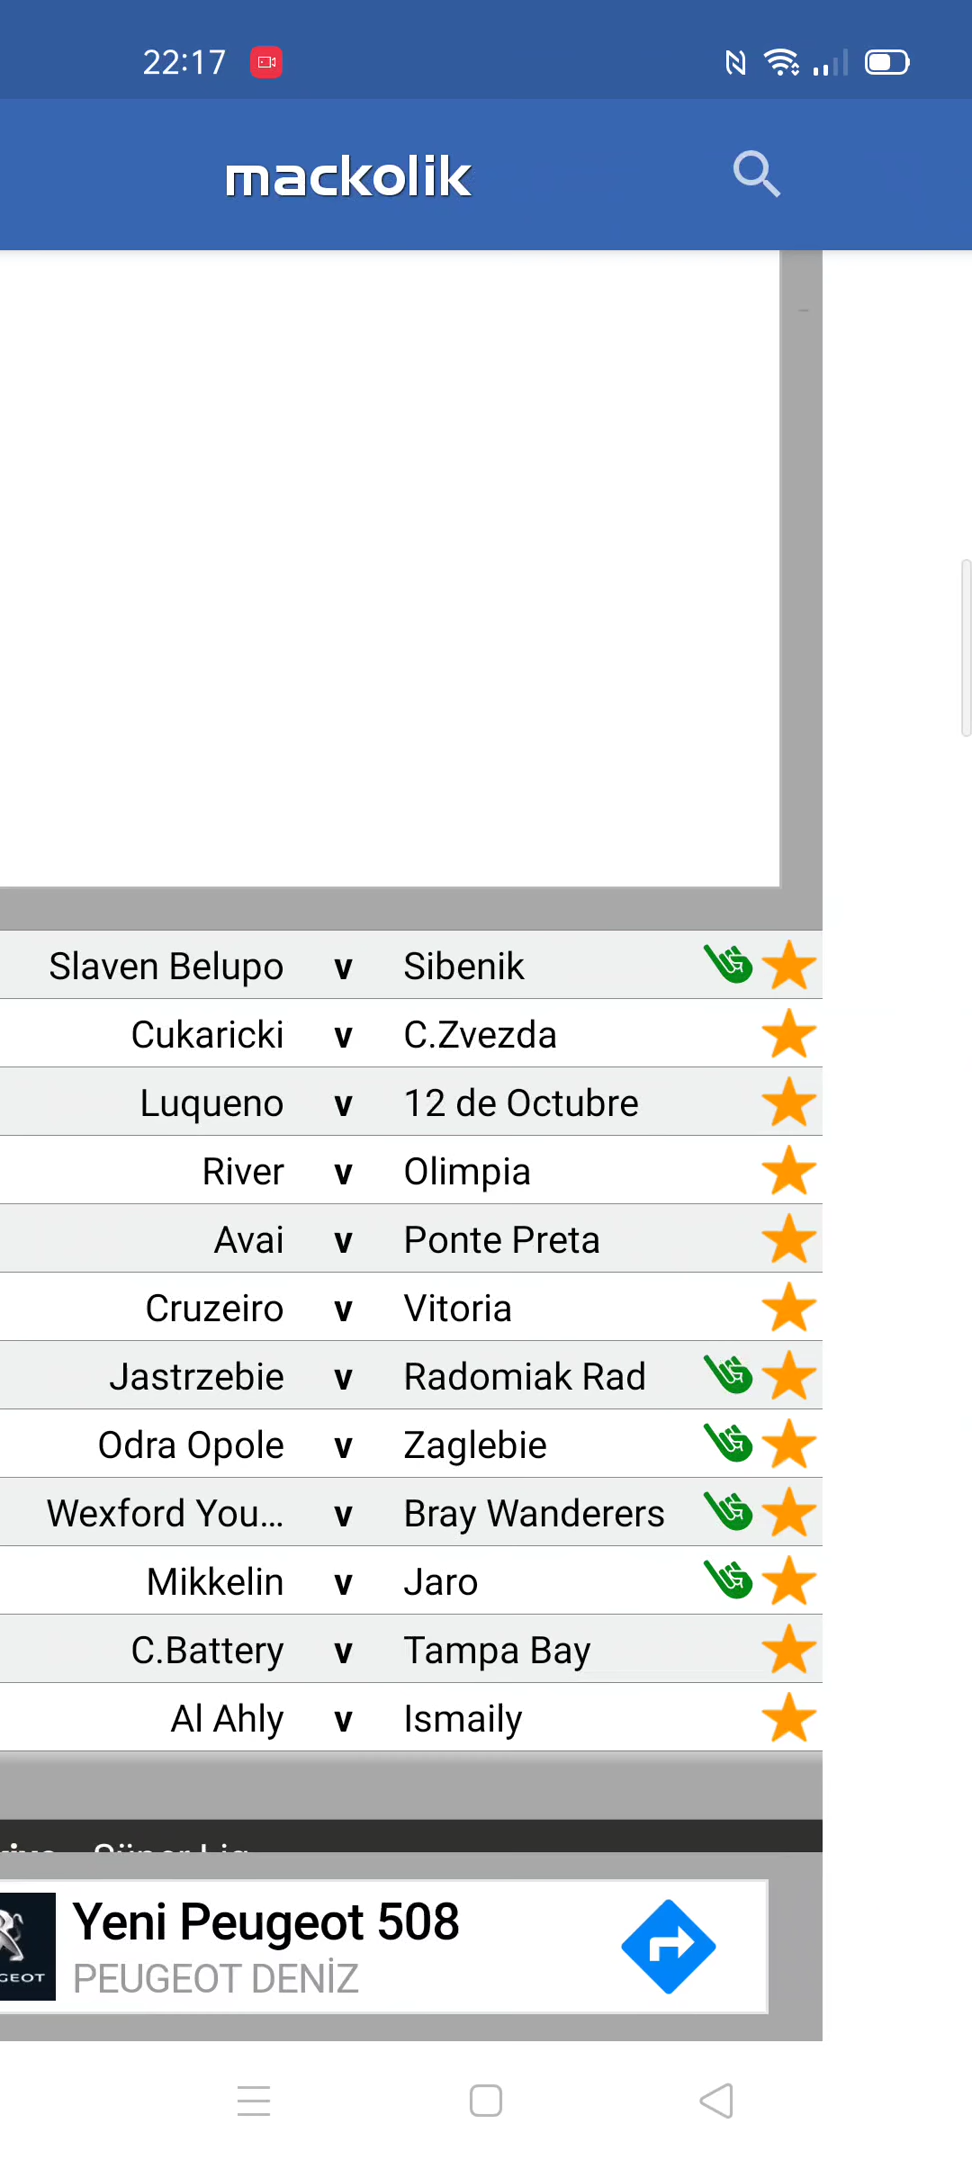 22:17
mackolik
Slaven Belupo v Sibenik
Cukaricki v C.Zvezda
Luqueno v 12 de Octubre
River v Olimpia
Avai v Ponte Preta
Cruzeiro v Vitoria
Jastrzebie v Radomiak Rad
Odra Opole v Zaglebie
Wexford You... v Bray Wanderers
Mikkelin v Jaro
C.Battery v Tampa Bay
Al Ahly v Ismaily
Süper Lig
Yeni Peugeot 508
PEUGEOT DENİZ